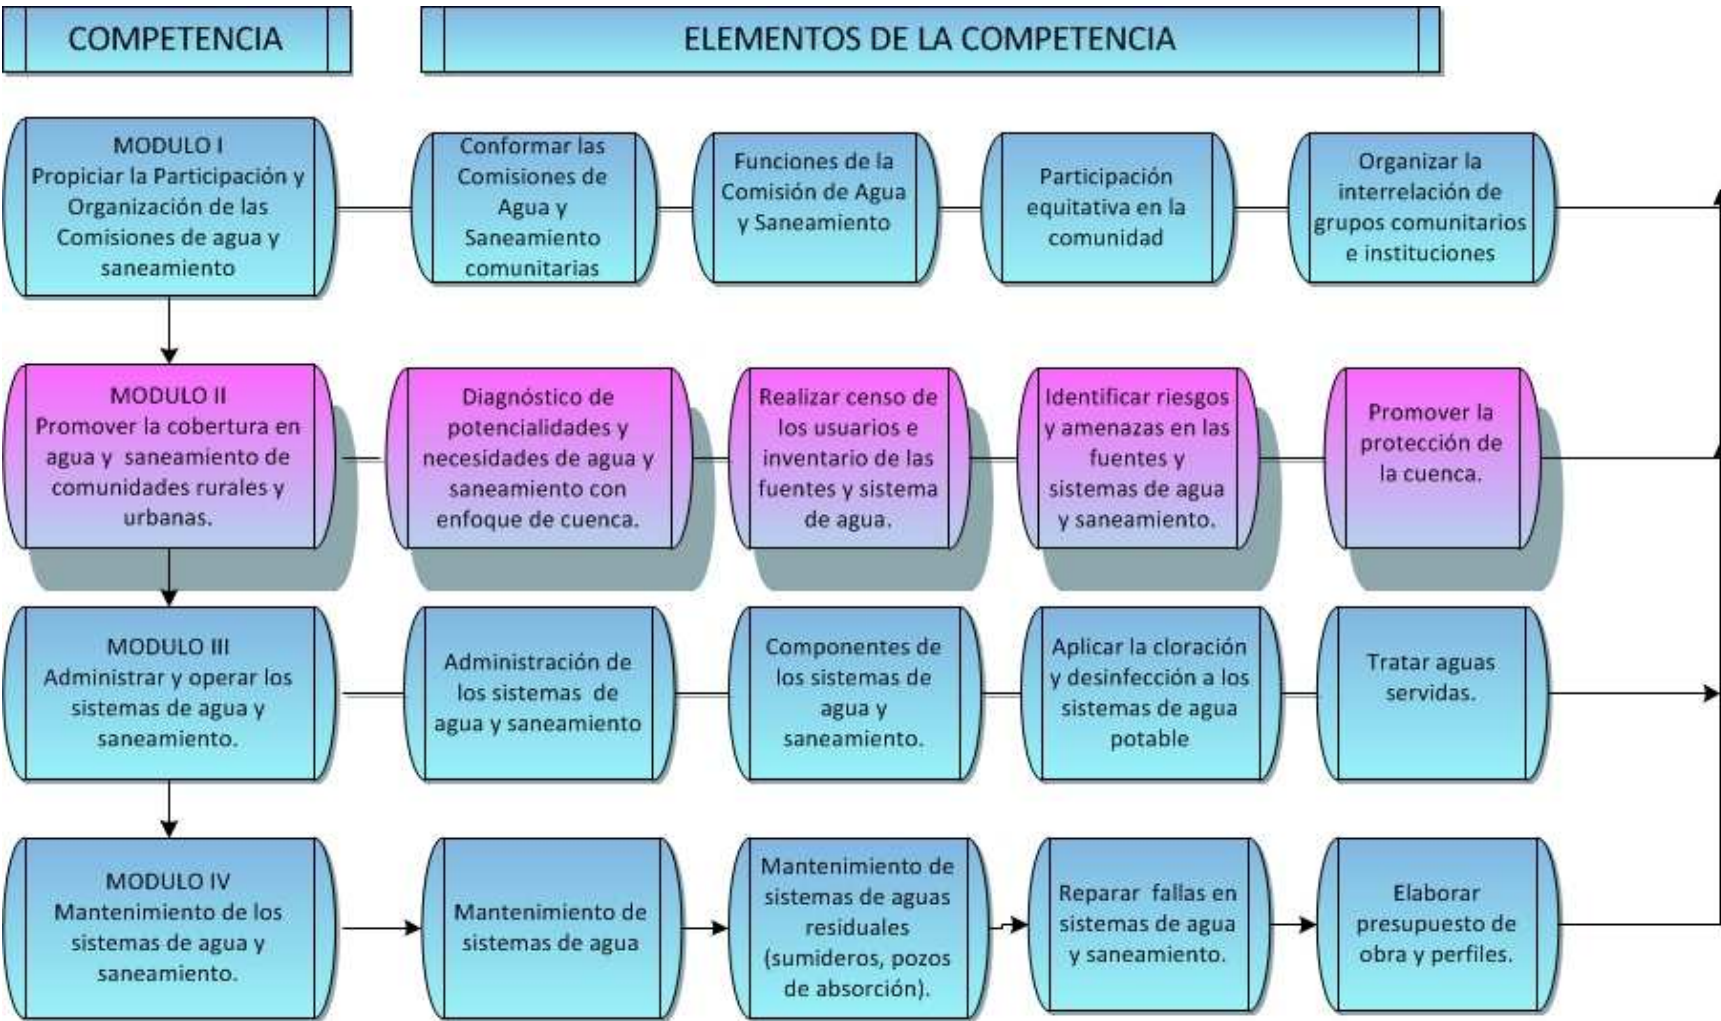 COMPETENCIA
ELEMENTOS DE LA COMPETENCIA
MODULO I
Propiciar la Participación y
Organización de las
Comisiones de agua y
saneamiento
Conformar las
Comisiones de
Agua y
Saneamiento
comunitarias
Funciones de la
Comisión de Agua
y Saneamiento
Participación
equitativa en la
comunidad
Organizar la
interrelación de
grupos comunitarios
e instituciones
MODULO II
Promover la cobertura en
agua y saneamiento de
comunidades rurales y
urbanas.
Diagnóstico de
potencialidades y
necesidades de agua y
saneamiento con
enfoque de cuenca.
Realizar censo de
los usuarios e
inventario de las
fuentes y sistema
de agua.
Identificar riesgos
y amenazas en las
fuentes y
sistemas de agua
y saneamiento.
Promover la
protección de
la cuenca.
MODULO III
Administrar y operar los
sistemas de agua y
saneamiento.
Administración de
los sistemas de
agua y saneamiento
Componentes de
los sistemas de
agua y
saneamiento.
Aplicar la cloración
y desinfección a los
sistemas de agua
potable
Tratar aguas
servidas.
MODULO IV
Mantenimiento de los
sistemas de agua y
saneamiento.
Mantenimiento de
sistemas de agua
Mantenimiento de
sistemas de aguas
residuales
(sumideros, pozos
de absorción).
Reparar fallas en
sistemas de agua
y saneamiento.
Elaborar
presupuesto de
obra y perfiles.